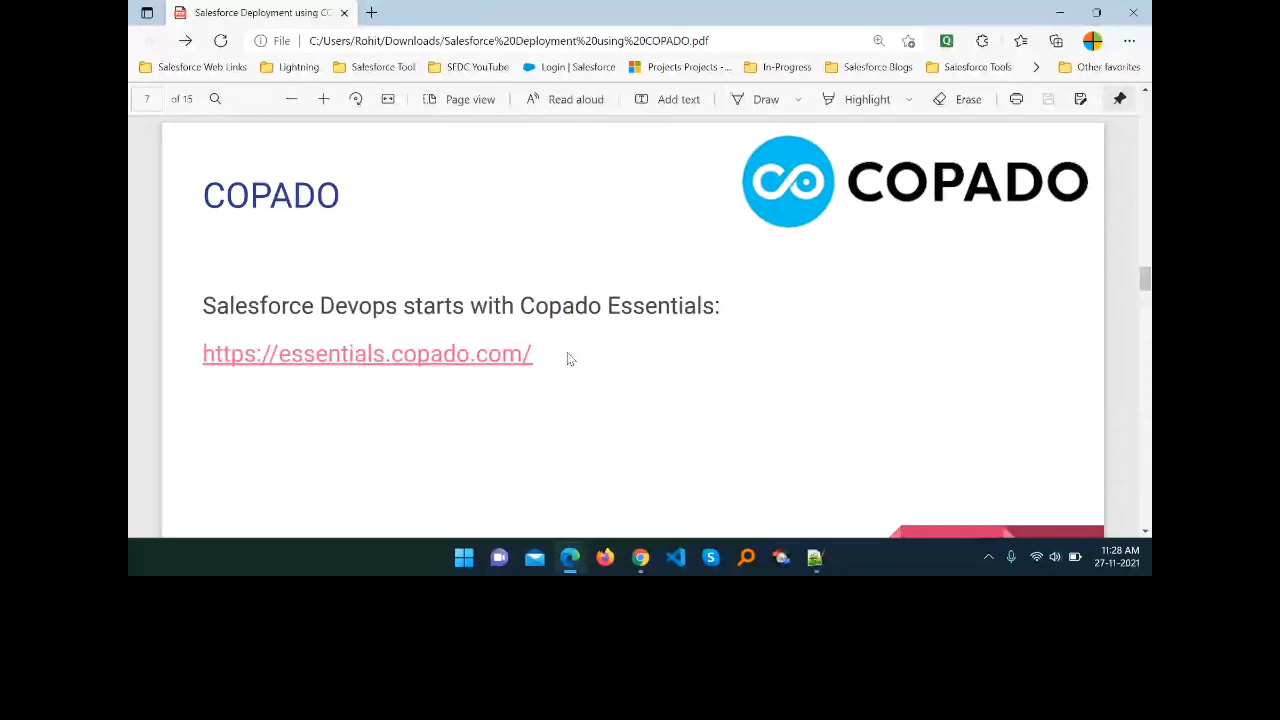 Salesforce Deployment using CO
File
C:/Users/Rohit/Downloads/Salesforce%20Deployment%20using%20COPADO.pdf
Salesforce Web Links
Lightning
Salesforce Tool
SFDC YouTube
Login | Salesforce
Projects Projects -...
In-Progress
Salesforce Blogs
Salesforce Tools
Other favorites
7 of 15
Page view
Read aloud
Add text
Draw
Highlight
Erase
COPADO
COPADO
Salesforce Devops starts with Copado Essentials:
https://essentials.copado.com/
11:28 AM
27-11-2021